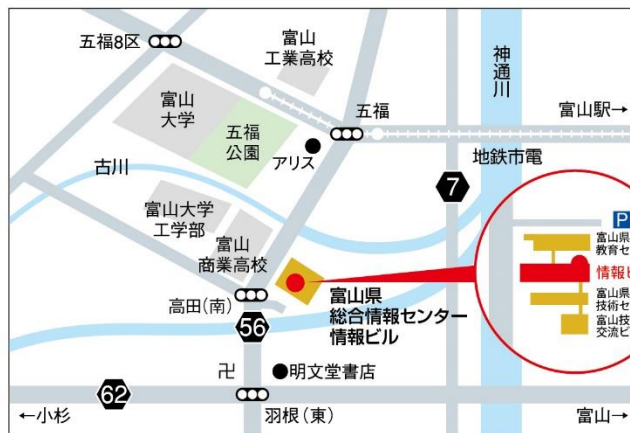 五福8区
富山
工業高校
神
通
川
富山
大学
五福
富山駅→
五福
公園
アリス
地鉄市電
古川
7
富山大学
工学部
富山
商業高校
P
富山県
教育セ
情報ビ
富山県
技術セ
富山技
交流ビ
高田(南)
富山県
総合情報センター
情報ビル
56
卍
明文堂書店
62
←小杉
羽根(東)
富山→